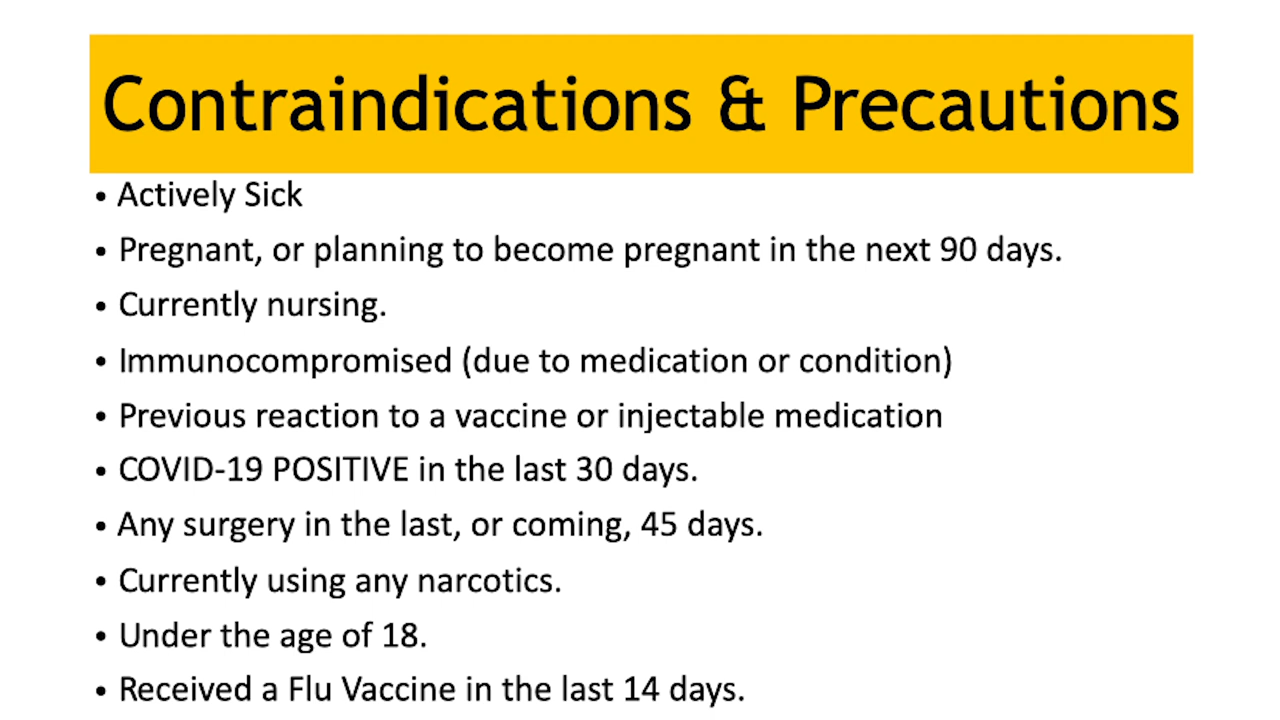 Contraindications & Precautions
• Actively Sick
• Pregnant, or planning to become pregnant in the next 90 days.
• Currently nursing.
• Immunocompromised (due to medication or condition)
• Previous reaction to a vaccine or injectable medication
• COVID-19 POSITIVE in the last 30 days.
• Any surgery in the last, or coming, 45 days.
• Currently using any narcotics.
• Under the age of 18.
• Received a Flu Vaccine in the last 14 days.